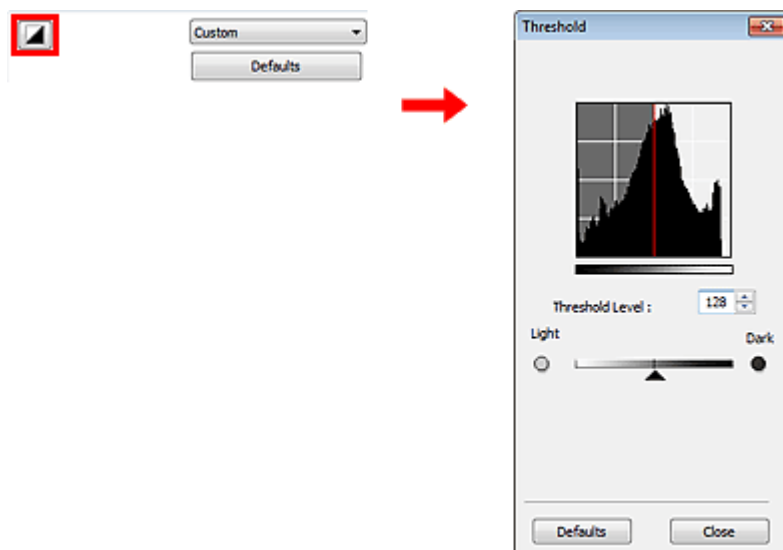 Custom
Defaults
Threshold
Threshold Level :
128
Light
Dark
Defaults
Close